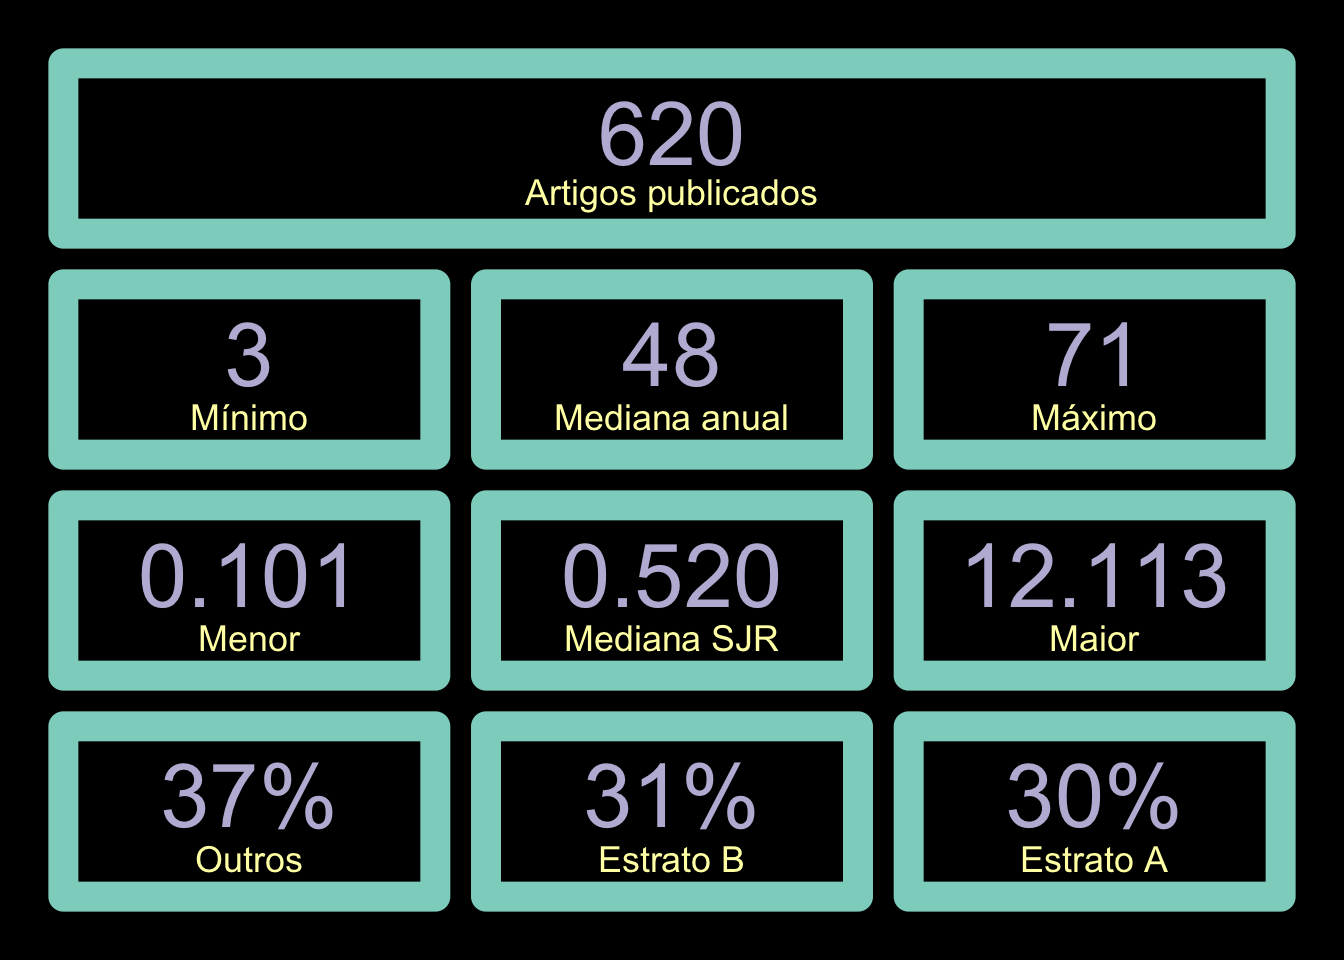 620
Artigos publicados
3
Mínimo
48
Mediana anual
71
Máximo
0.101
Menor
0.520
Mediana SJR
12.113
Maior
37%
Outros
31%
Estrato B
30%
Estrato A